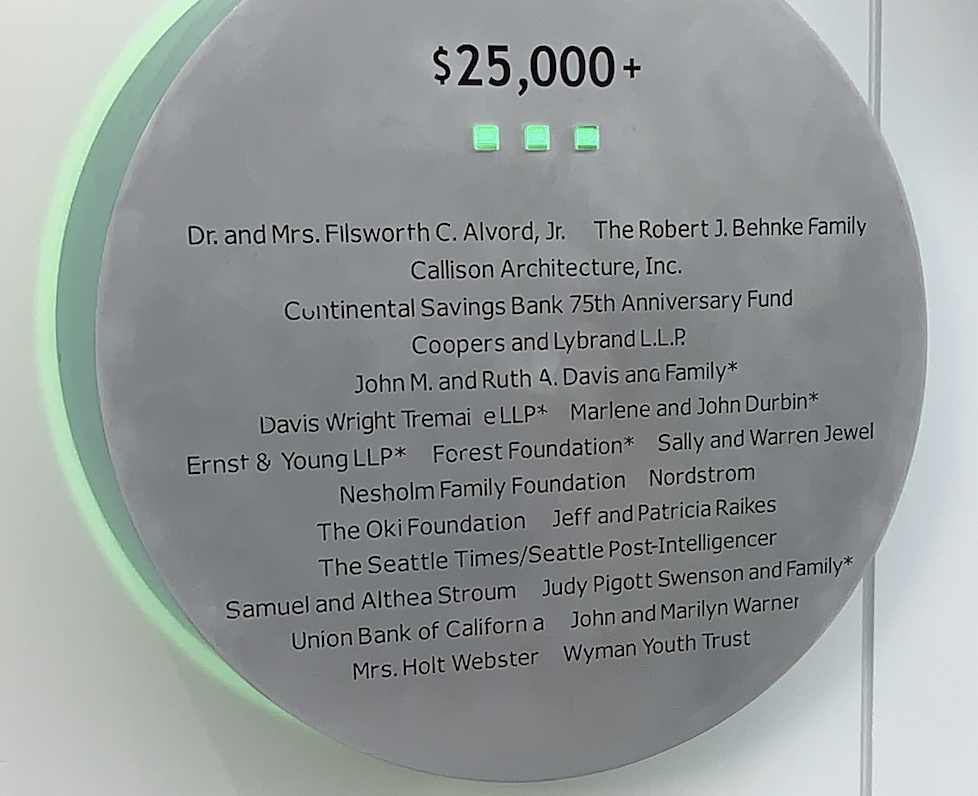 $25,000+
Dr. and Mrs. Fllsworth C. Alvord, Jr. The Robert J. Behnke Family
Callison Architecture, Inc.
Continental Savings Bank 75th Anniversary Fund
Coopers and Lybrand L.L.P.
John M. and Ruth A. Davis and Family*
Davis Wright Tremai e LLP* Marlene and John Durbin*
Ernst & Young LLP* Forest Foundation* Sally and Warren Jewel
Nesholm Family Foundation Nordstrom
The Oki Foundation Jeff and Patricia Raikes
The Seattle Times/Seattle Post-Intelligencer
Samuel and Althea Stroum Judy Pigott Swenson and Family*
Union Bank of Californ a John and Marilyn Warner
Mrs. Holt Webster Wyman Youth Trust